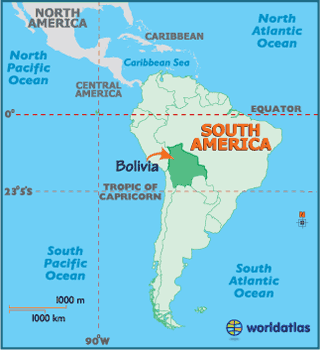 NORTH
AMERICA
North
Atlantic
Ocean
CARIBBEAN
North
Pacific
Ocean
Caribbean Sea
CENTRAL
AMERICA
EQUATOR
0°
SOUTH
AMERICA
Bolivia
23°5'S
TROPIC OF
CAPRICORN
South
Pacific
Ocean
South
Atlantic
Ocean
1000 m
1000 km
90°W
worldatlas